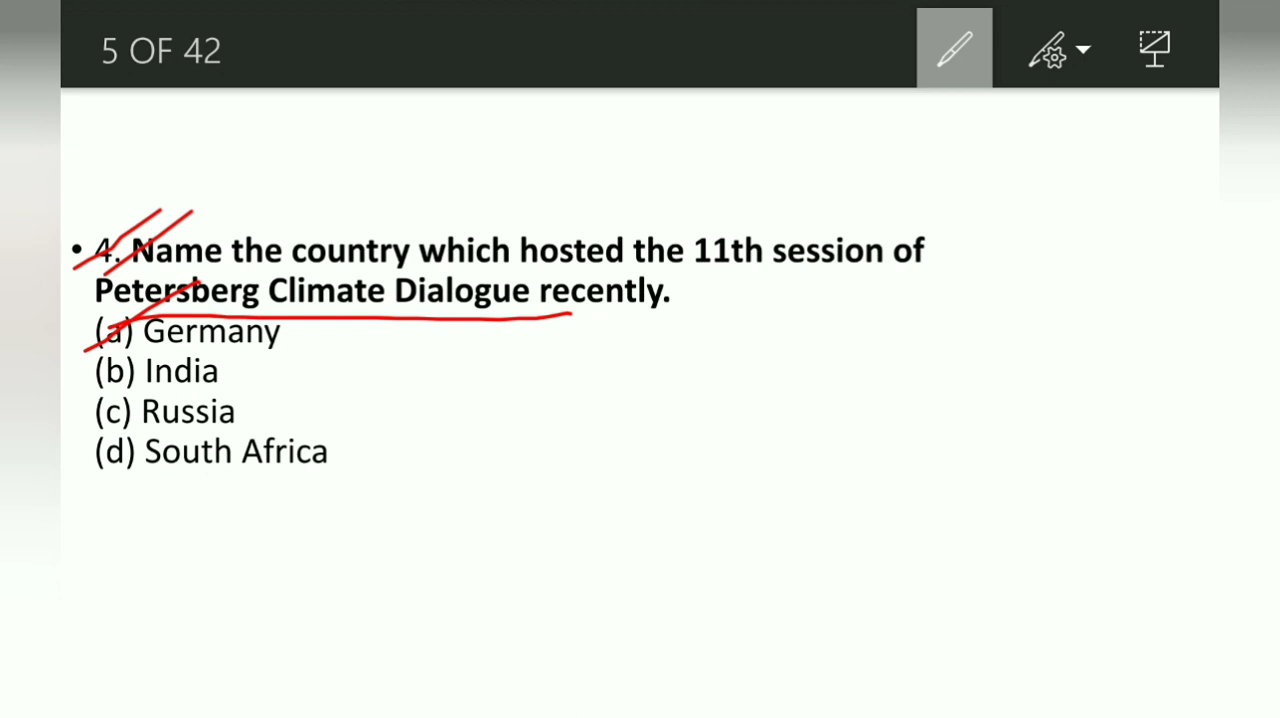 5 OF 42
• 4. Name the country which hosted the 11th session of
Petersberg Climate Dialogue recently.
(a) Germany
(b) India
(c) Russia
(d) South Africa